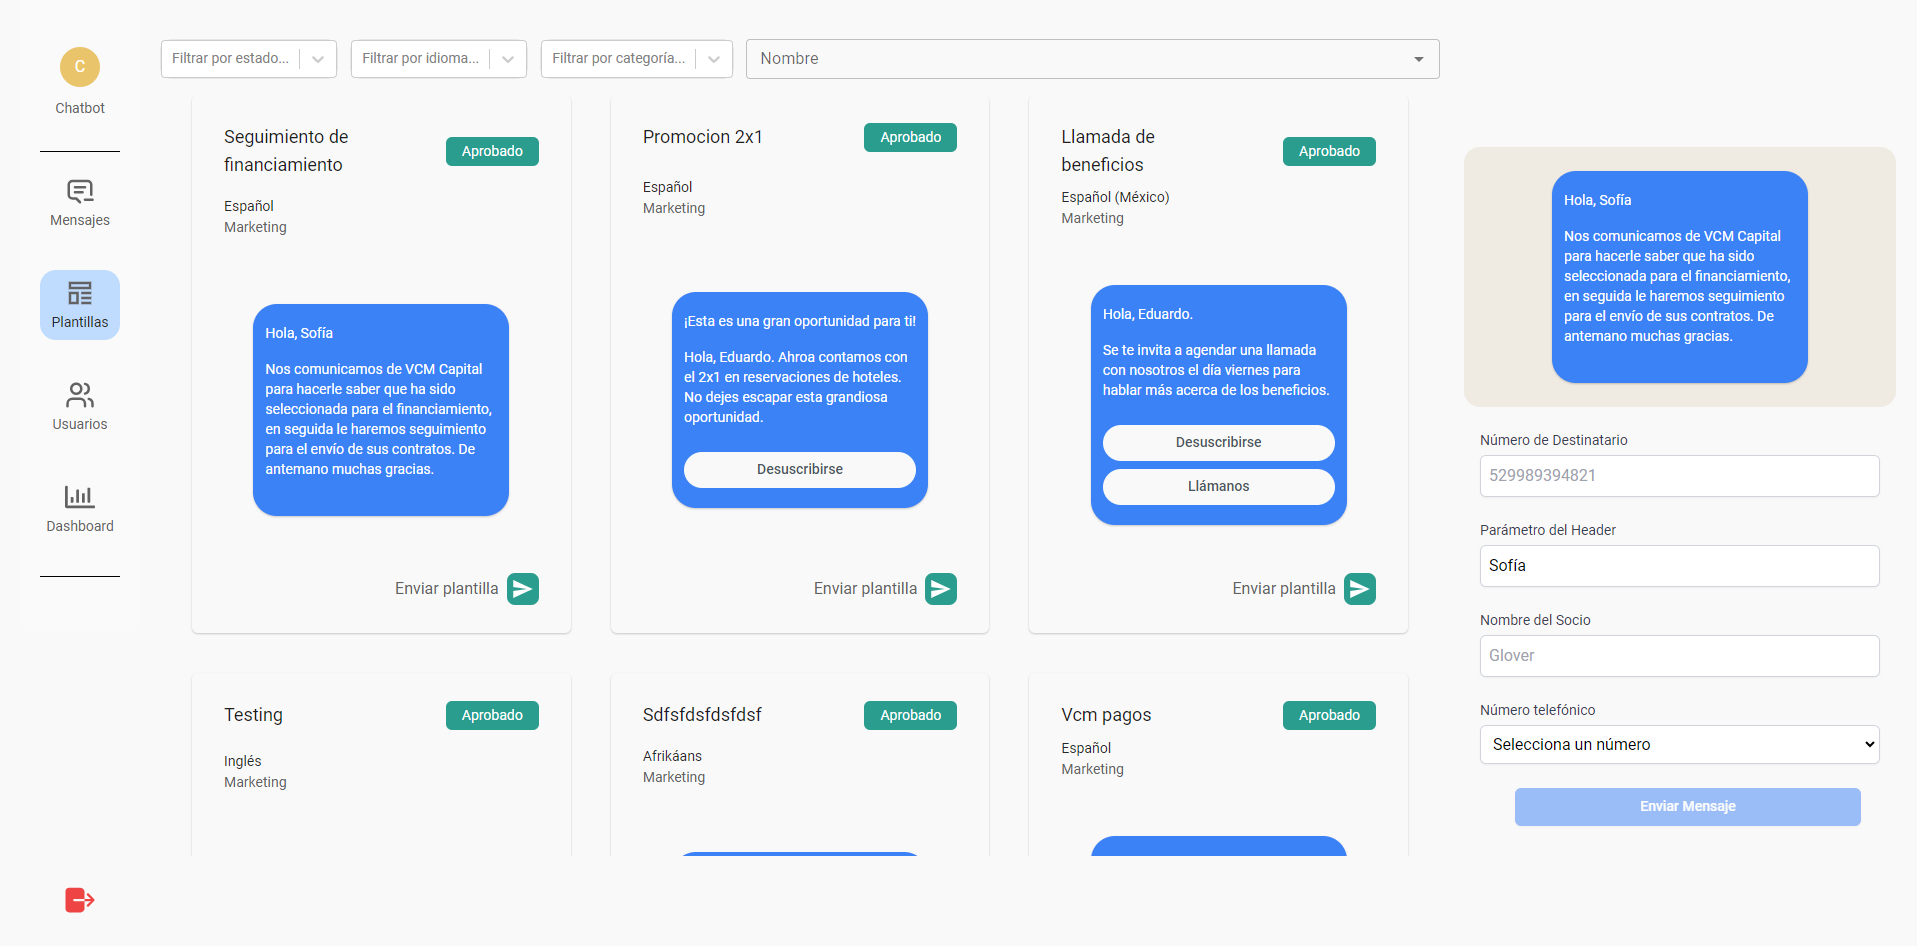 C
Chatbot
Mensajes
Plantillas
Usuarios
Dashboard
Filtrar por estado...
Filtrar por idioma...
Filtrar por categoría...
Nombre
Seguimiento de
financiamiento
Aprobado
Español
Marketing
Hola, Sofía
Nos comunicamos de VCM Capital
para hacerle saber que ha sido
seleccionada para el financiamiento,
en seguida le haremos seguimiento
para el envío de sus contratos. De
antemano muchas gracias.
Enviar plantilla
Promocion 2x1
Aprobado
Español
Marketing
¡Esta es una gran oportunidad para ti!
Hola, Eduardo. Ahroa contamos con
el 2x1 en reservaciones de hoteles.
No dejes escapar esta grandiosa
oportunidad.
Desuscribirse
Enviar plantilla
Llamada de
beneficios
Aprobado
Español (México)
Marketing
Hola, Eduardo.
Se te invita a agendar una llamada
con nosotros el día viernes para
hablar más acerca de los beneficios.
Desuscribirse
Llámanos
Enviar plantilla
Testing
Aprobado
Inglés
Marketing
Sdfsfdsfdsfdsf
Aprobado
Afrikáans
Marketing
Vcm pagos
Aprobado
Español
Marketing
Hola, Sofía
Nos comunicamos de VCM Capital
para hacerle saber que ha sido
seleccionada para el financiamiento,
en seguida le haremos seguimiento
para el envío de sus contratos. De
antemano muchas gracias.
Número de Destinatario
529989394821
Parámetro del Header
Sofía
Nombre del Socio
Glover
Número telefónico
Selecciona un número
Enviar Mensaje